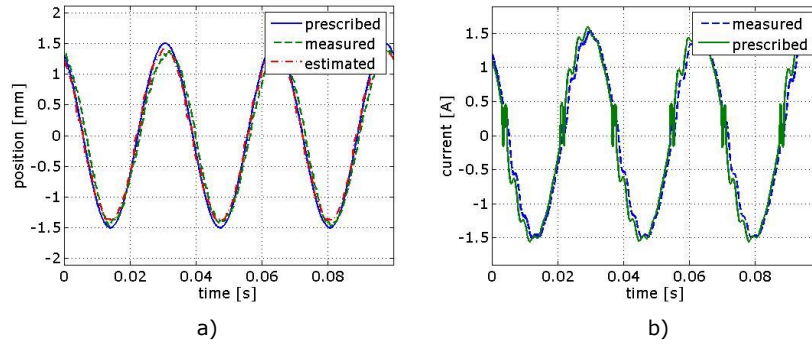 prescribed
measured
estimated
2
1.5
1
0.5
0
-0.5
-1
-1.5
-2
position [mm]
0 0.02 0.04 0.06 0.08
time [s]
a)
measured
prescribed
1.5
1
0.5
0
-0.5
-1
-1.5
current [A]
0 0.02 0.04 0.06 0.08
time [s]
b)